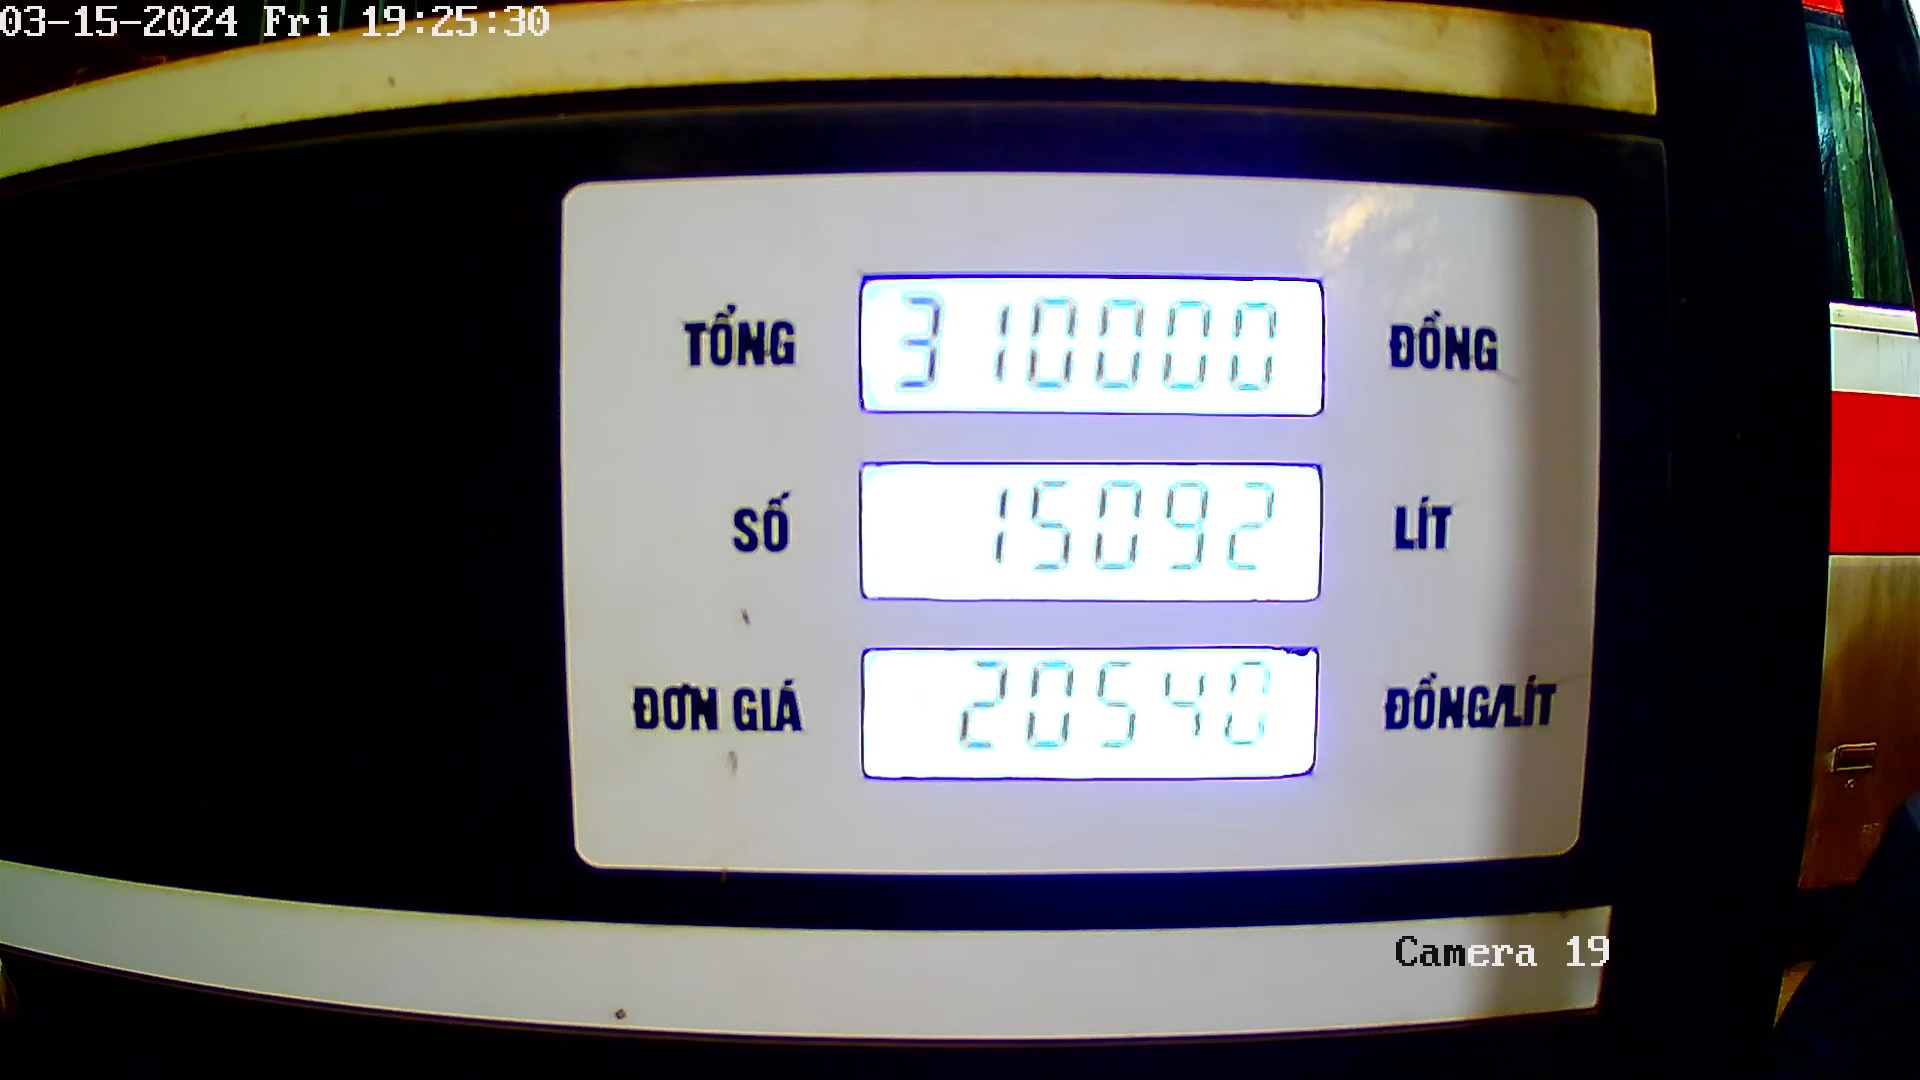 03-15-2024 Fri 19:25:30
TỔNG 310000 ĐỒNG
SỐ 15092 LÍT
ĐƠN GIÁ 20540 ĐỒNG/LÍT
Camera 19